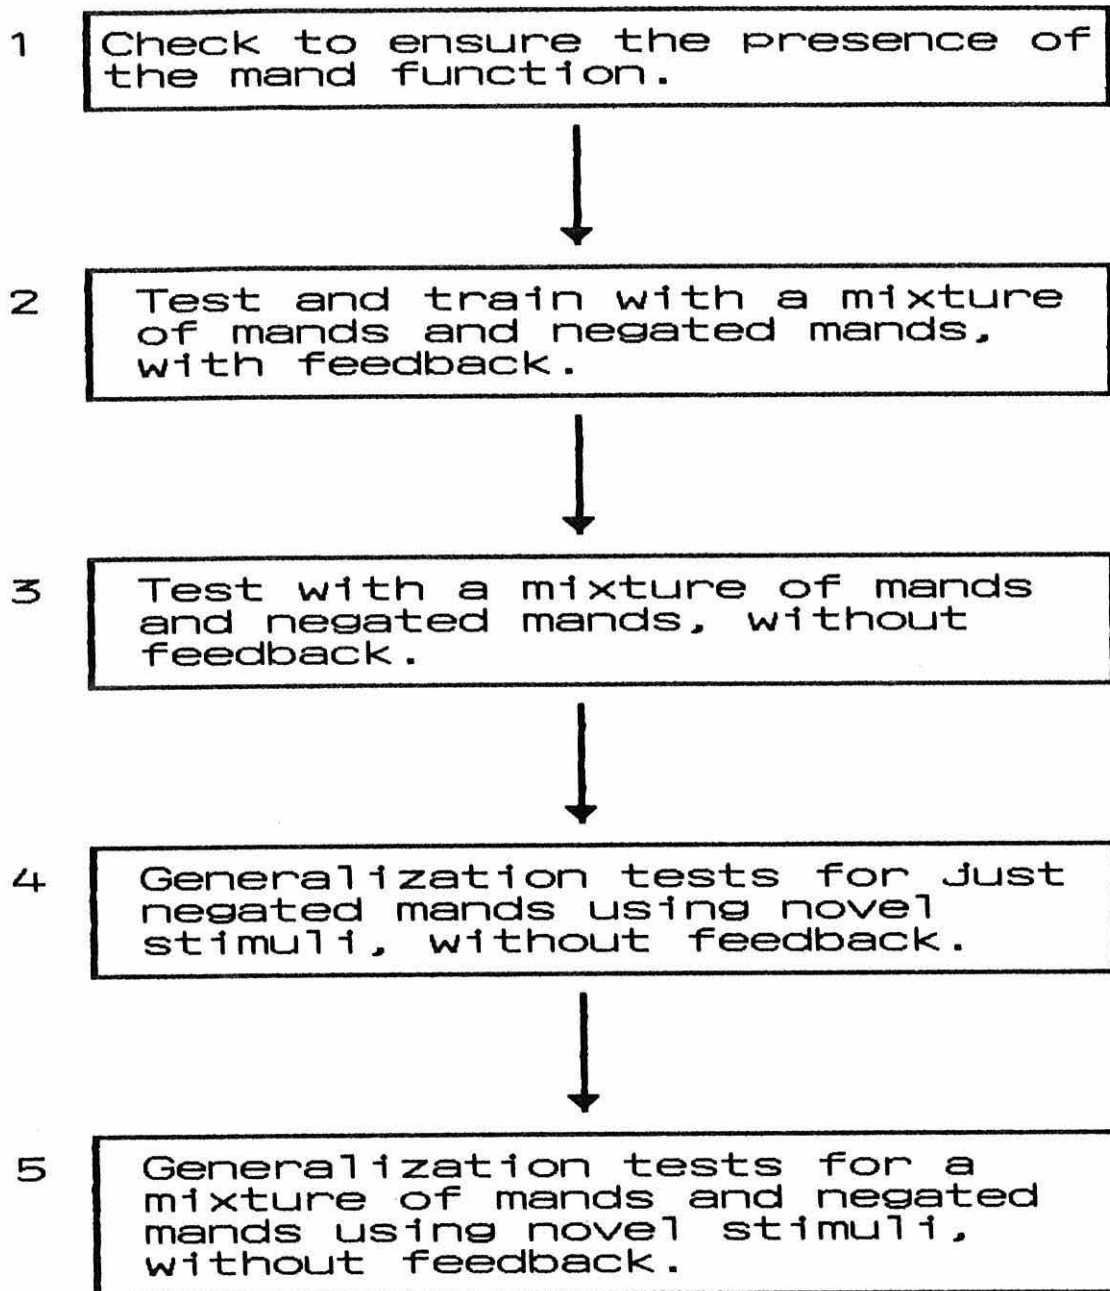 1 Check to ensure the presence of
the mand function.
2 Test and train with a mixture
of mands and negated mands,
with feedback.
3 Test with a mixture of mands
and negated mands, without
feedback.
4 Generalization tests for just
negated mands using novel
stimuli, without feedback.
5 Generalization tests for a
mixture of mands and negated
mands using novel stimuli,
without feedback.